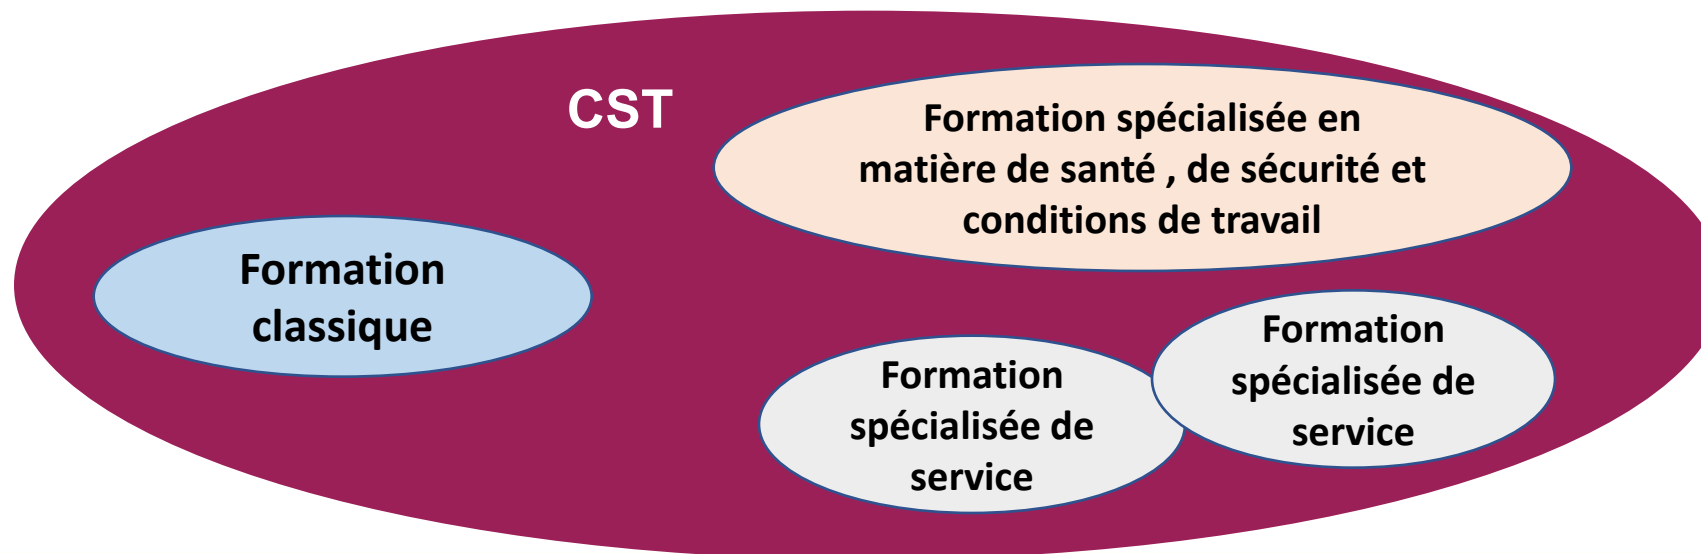 CST
Formation spécialisée en
matière de santé , de sécurité et
conditions de travail
Formation
classique
Formation
spécialisée de
service
Formation
spécialisée de
service